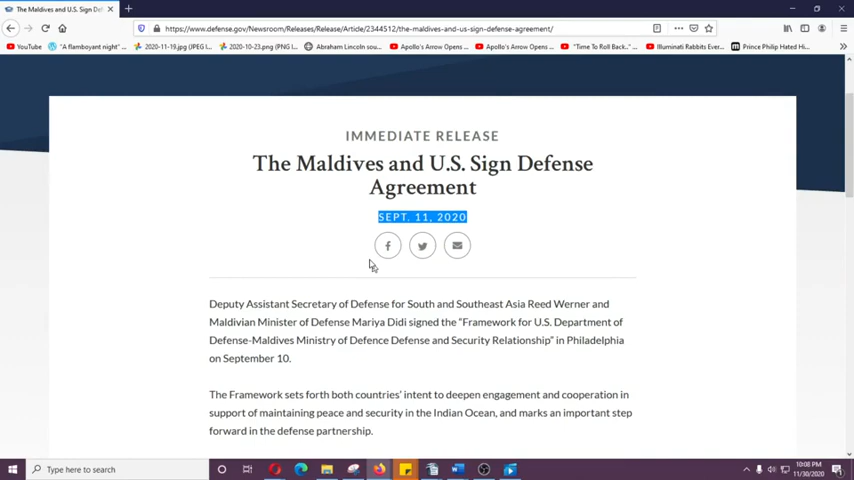 The Maldives and U.S. Sign Def
https://www.defense.gov/Newsroom/Releases/Release/Article/2344512/the-maldives-and-us-sign-defense-agreement/
YouTube "A flamboyant night" ... 2020-11-19.jpg (JPEG I... 2020-10-23.png (PNG I... Abraham Lincoln sou... Apollo's Arrow Opens ... Apollo's Arrow Opens ... "Time To Roll Back.." Illuminati Rabbits Ever... Prince Philip Hated Hi...
IMMEDIATE RELEASE
The Maldives and U.S. Sign Defense
Agreement
SEPT. 11, 2020
Deputy Assistant Secretary of Defense for South and Southeast Asia Reed Werner and
Maldivian Minister of Defense Mariya Didi signed the "Framework for U.S. Department of
Defense-Maldives Ministry of Defence Defense and Security Relationship" in Philadelphia
on September 10.
The Framework sets forth both countries' intent to deepen engagement and cooperation in
support of maintaining peace and security in the Indian Ocean, and marks an important step
forward in the defense partnership.
Type here to search
10:08 PM
11/30/2020